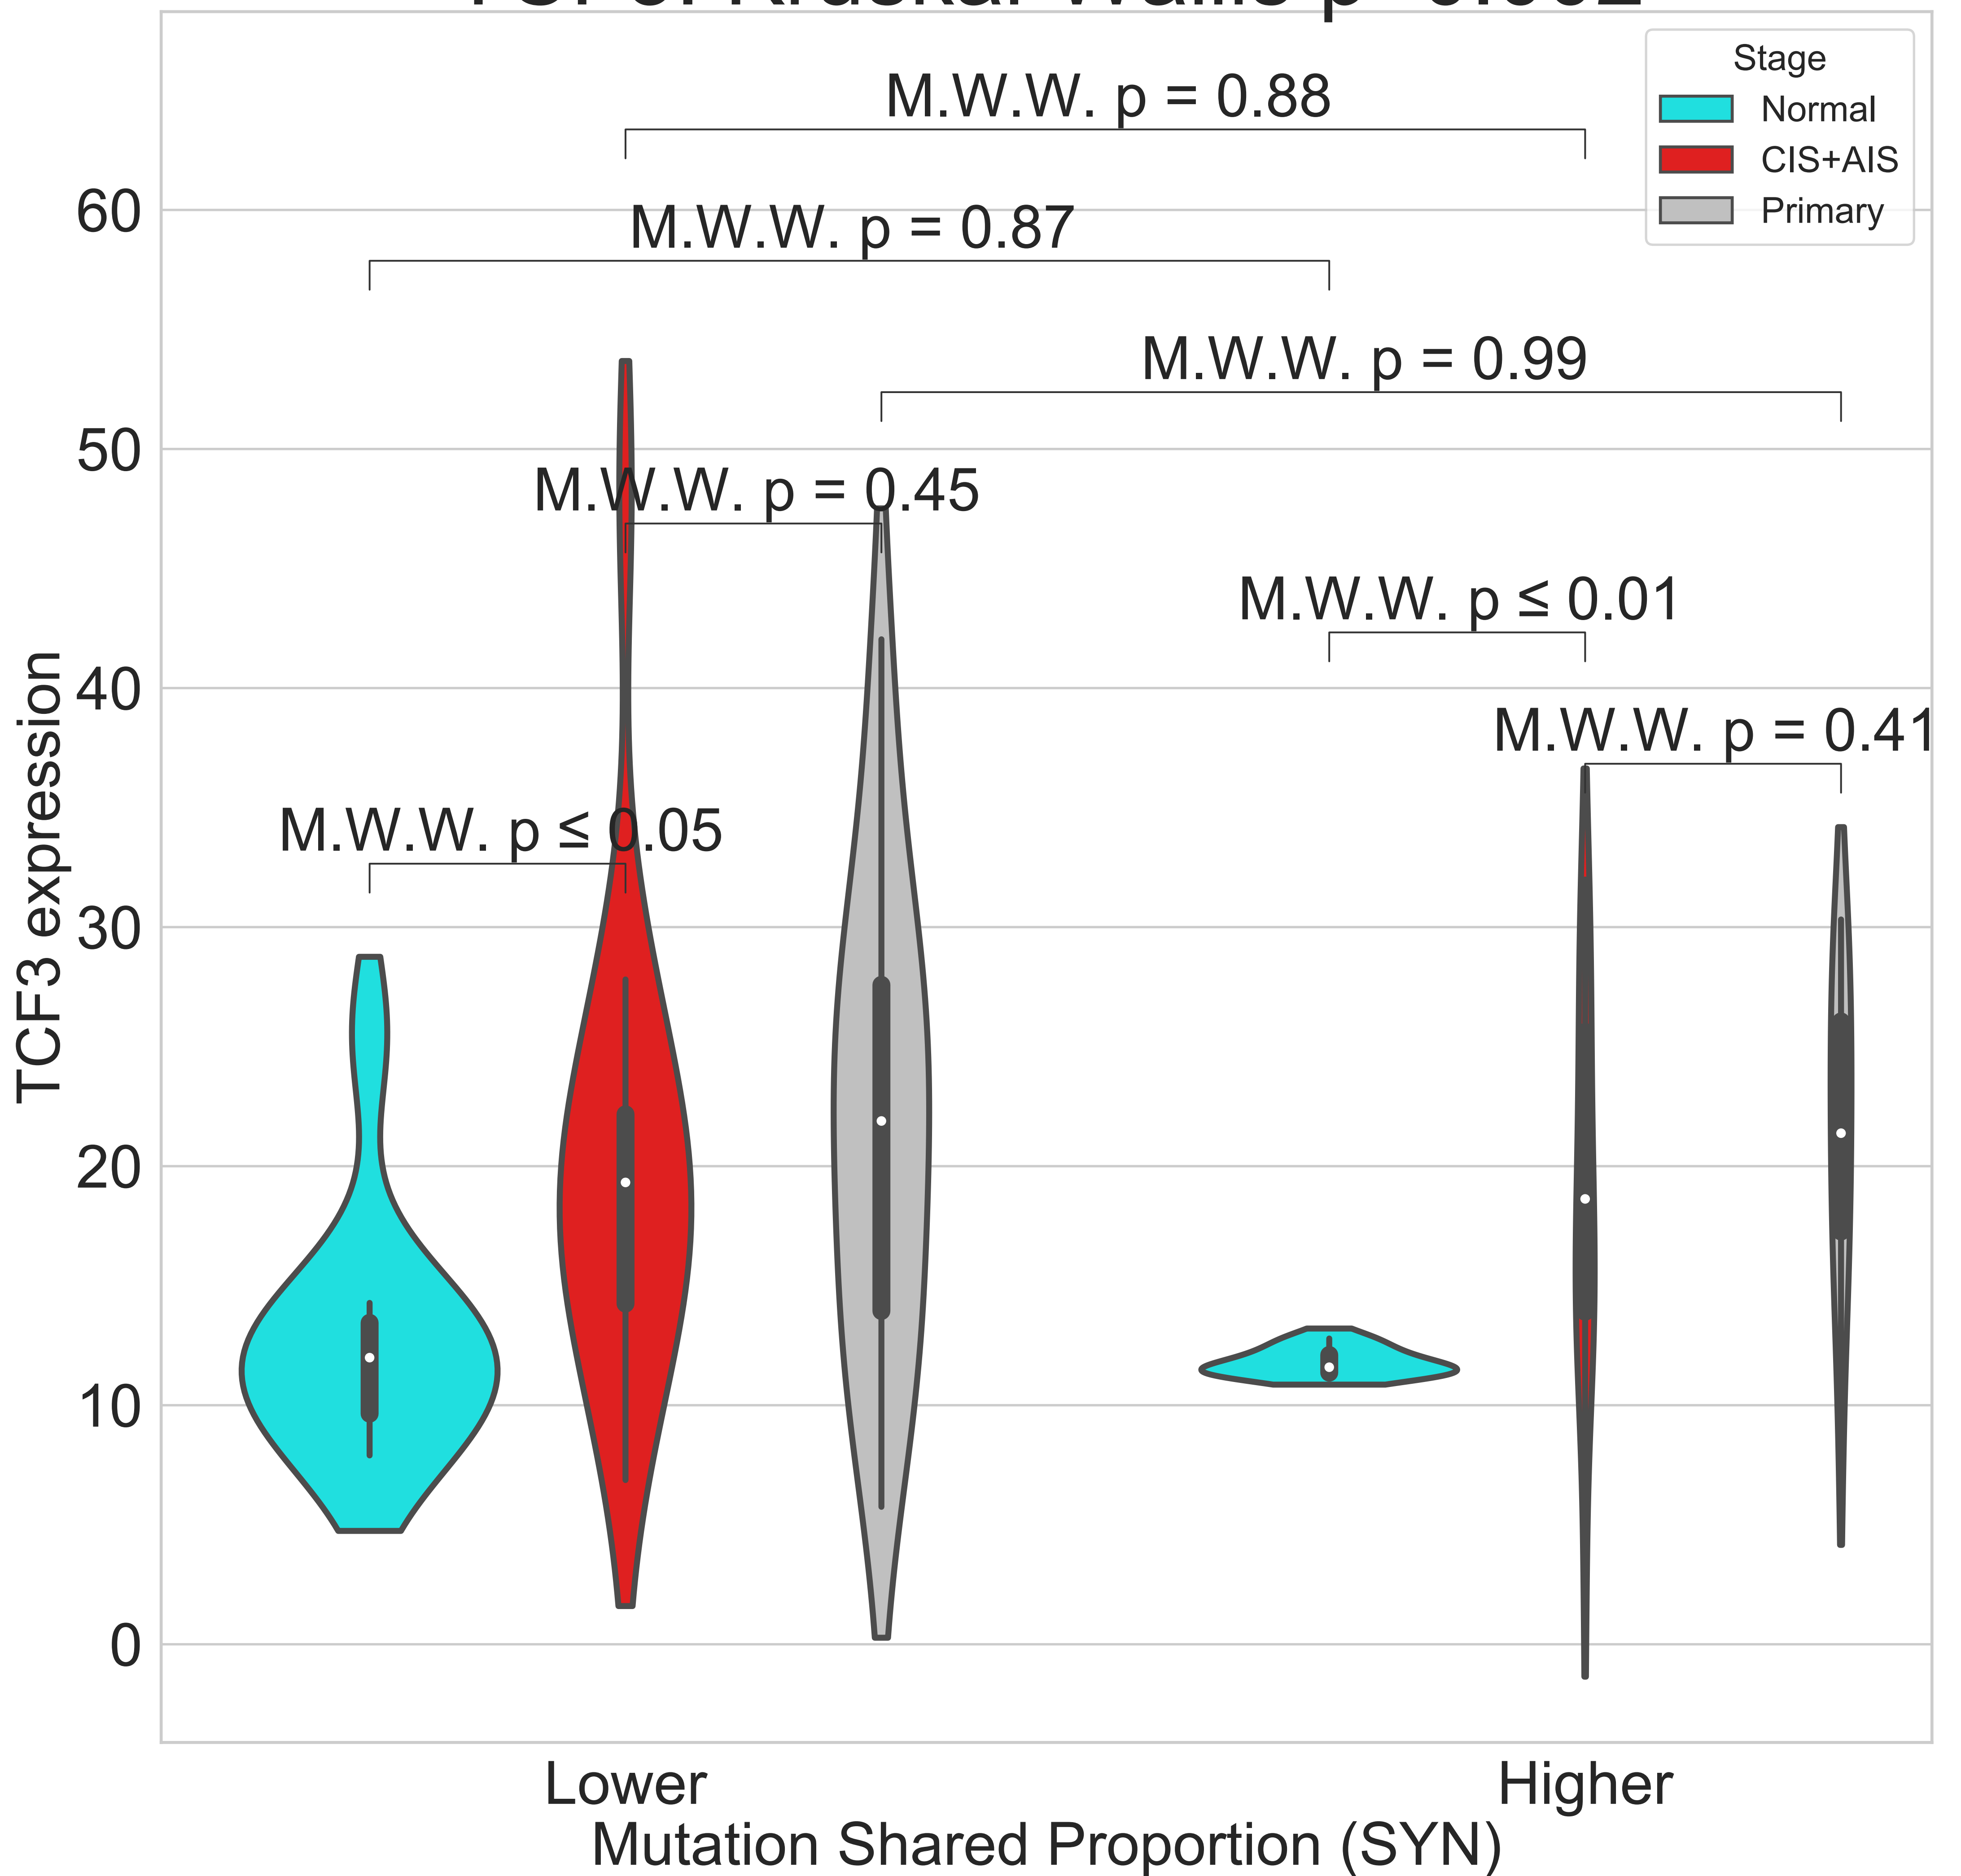 Stage
Normal
CIS+AIS
Primary
M.W.W. p = 0.88
M.W.W. p = 0.87
M.W.W. p = 0.99
M.W.W. p = 0.45
M.W.W. p ≤ 0.01
M.W.W. p = 0.41
M.W.W. p ≤ 0.05
TCF3 expression
60
50
40
30
20
10
0
Lower
Higher
Mutation Shared Proportion (SYN)